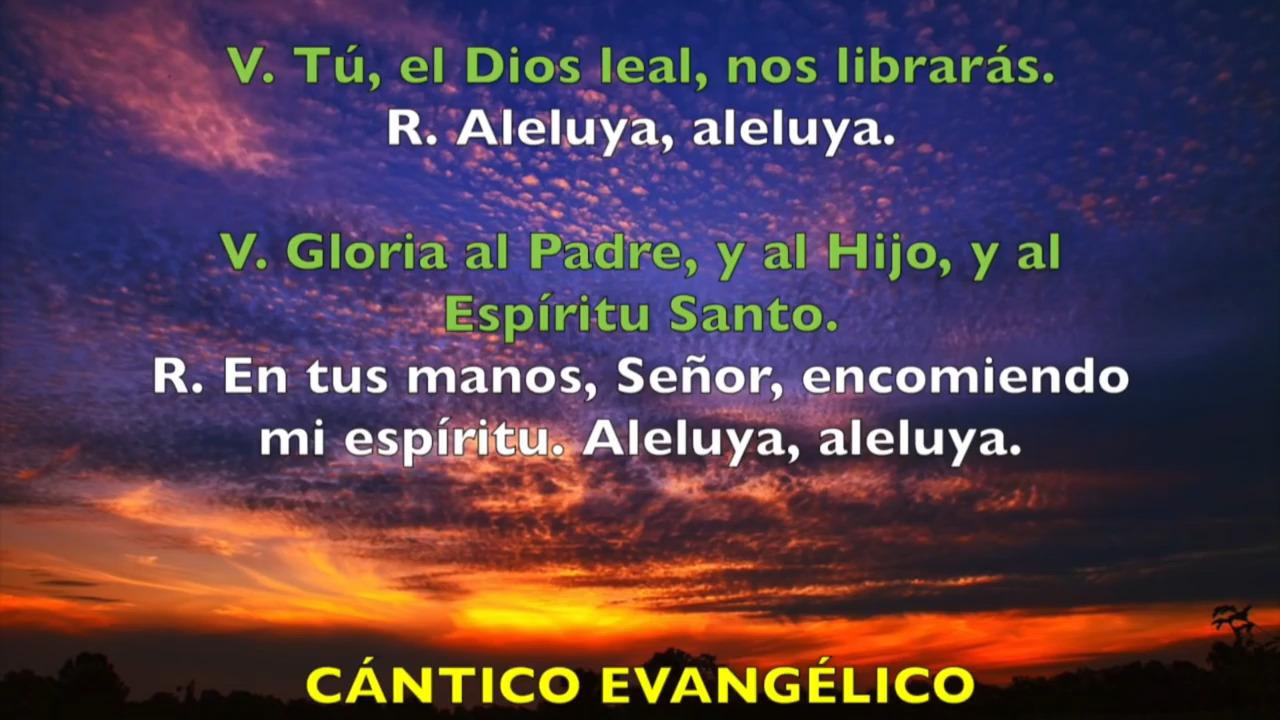 V. Tú, el Dios leal, nos librarás.
R. Aleluya, aleluya.
V. Gloria al Padre, y al Hijo, y al
Espíritu Santo.
R. En tus manos, Señor, encomiendo
mi espíritu. Aleluya, aleluya.
CÁNTICO EVANGÉLICO